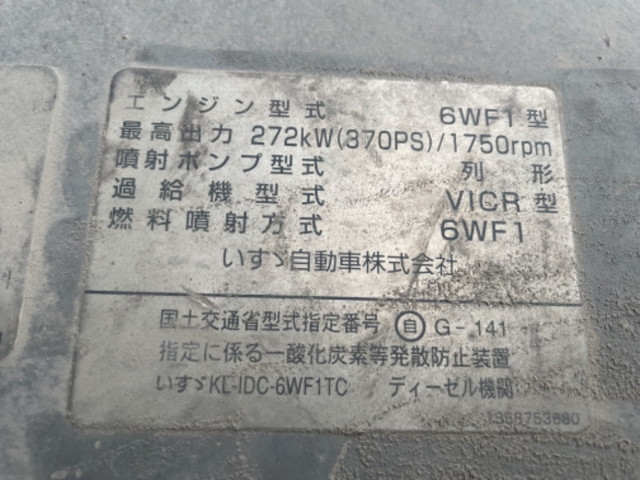 エンジン型式 6WF1型
最高出力 272kW(370PS)/1750rpm
噴射ポンプ型式 列形
過給機型式 VICR型
燃料噴射方式 6WF1
いすゞ自動車株式会社
国土交通省型式指定番号 自 G-141
指定に係る一酸化炭素等発散防止装置
いすゞKL-IDC-6WF1TC ディーゼル機関